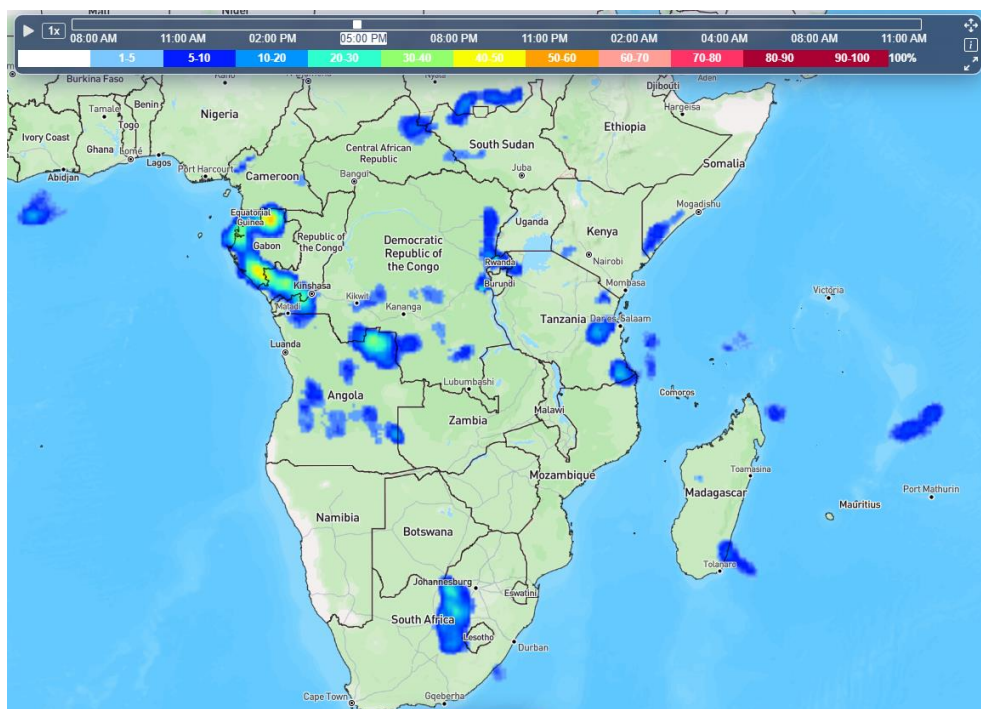 1x
08:00 AM 11:00 AM 02:00 PM 05:00 PM 08:00 PM 11:00 PM 02:00 AM 04:00 AM 08:00 AM 11:00 AM
1-5 5-10 10-20 20-30 30-40 40-50 50-60 60-70 70-80 80-90 90-100 100%
Burkina Faso
Aden
Djibouti
Tamale
Benin
Nigeria
Hargeisa
Togo
Ethiopia
Ivory Coast
Ghana
Lomé
Lagos
Central African
Republic
South Sudan
Somalia
Abidjan
Port Harcourt
Cameroon
Bangui
Juba
Mogadishu
Equatorial
Guinea
Uganda
Kenya
Gabon
Republic of
the Congo
Democratic
Republic of
the Congo
Rwanda
Nairobi
Burundi
Mombasa
Kinshasa
Victoria
Kikwit
Kananga
Matadi
Tanzania
Dar es-Salaam
Luanda
Lubumbashi
Comoros
Angola
Malawi
Zambia
Mozambique
Toamasina
Madagascar
Port Mathurin
Mauritius
Namibia
Botswana
Tolanaro
Johannesburg
Eswatini
South Africa
Lesotho
Durban
Cape Town
Gqeberha